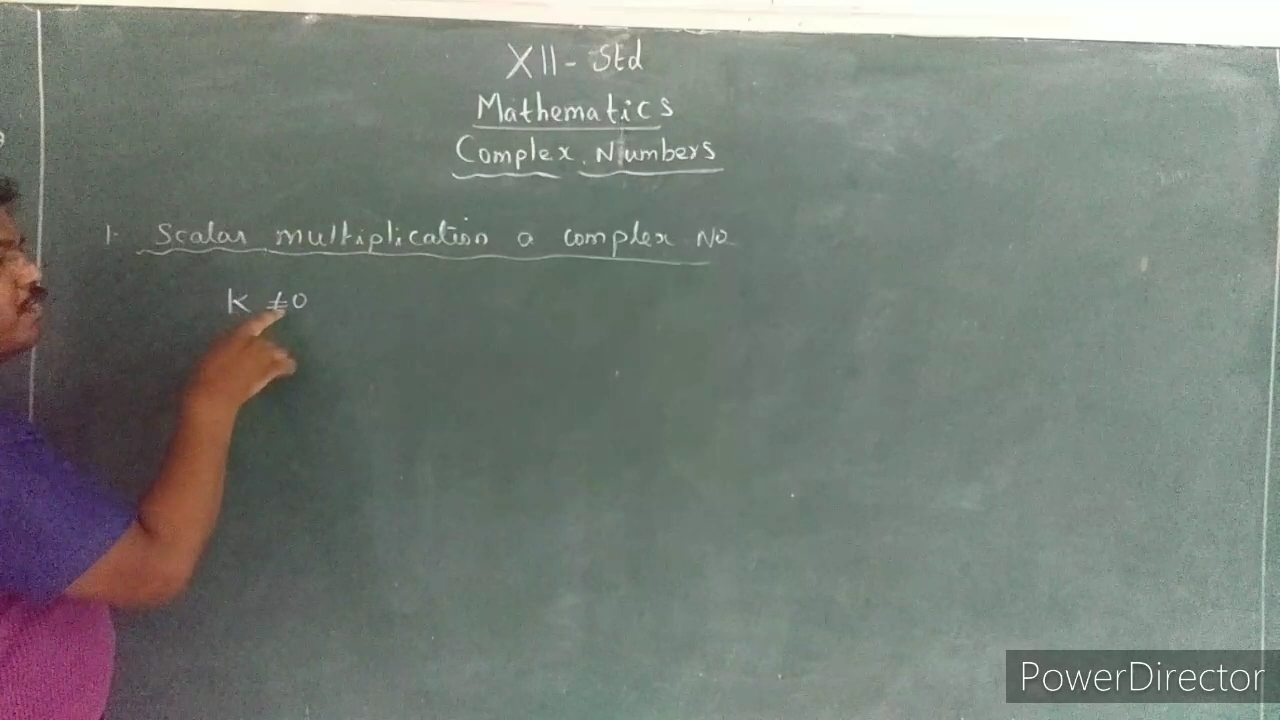 XII - Std
Mathematics
Complex Numbers
1. Scalar multiplication a complex No
K ≠ 0
PowerDirector